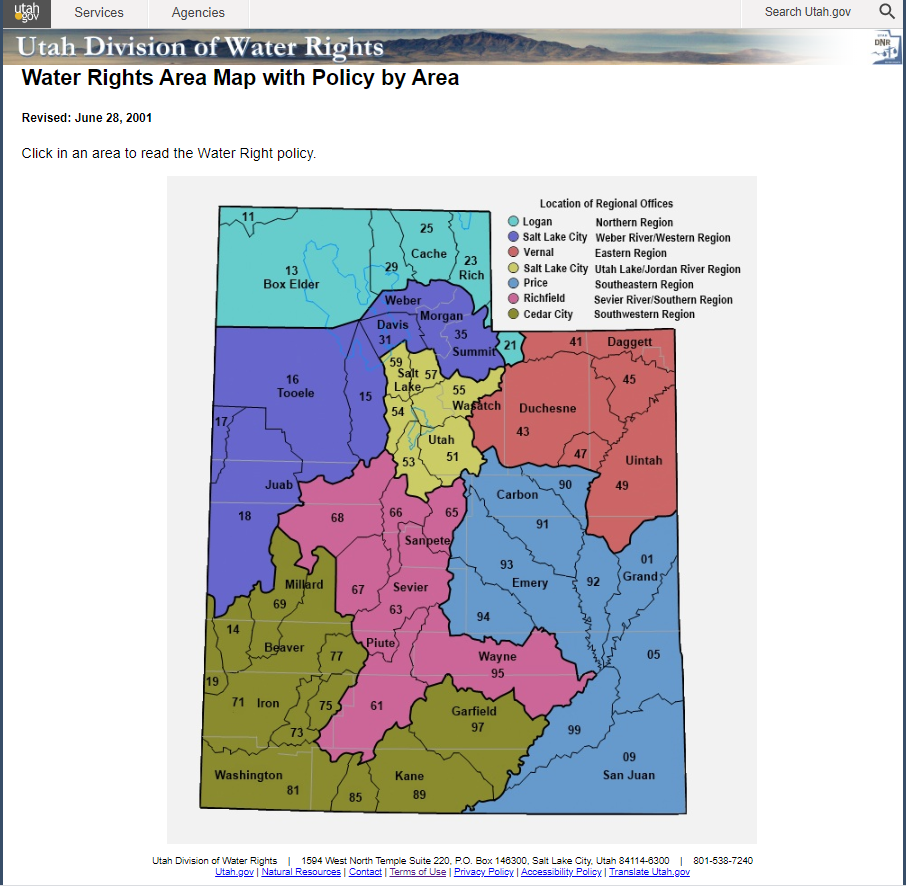 utah
gov
Services
Agencies
Search Utah.gov
Utah Division of Water Rights
DNR
Water Rights Area Map with Policy by Area
Revised: June 28, 2001
Click in an area to read the Water Right policy.
Location of Regional Offices
Logan Northern Region
Salt Lake City Weber River/Western Region
Vernal Eastern Region
Salt Lake City Utah Lake/Jordan River Region
Price Southeastern Region
Richfield Sevier River/Southern Region
Cedar City Southwestern Region
11
25
Cache
13
Box Elder
29
23
Rich
Weber
Morgan
Davis
31
35
Summit
21
41
Daggett
59
Salt
Lake
57
16
Tooele
15
55
Wasatch
45
54
Duchesne
17
Utah
43
53
51
47
Uintah
Juab
49
Carbon
90
18
68
66
65
91
Sanpete
93
01
Grand
Millard
67
Sevier
Emery
92
69
63
94
14
Beaver
Piute
77
Wayne
05
95
19
71
Iron
75
61
Garfield
97
73
99
09
San Juan
Washington
81
85
Kane
89
Utah Division of Water Rights | 1594 West North Temple Suite 220, P.O. Box 146300, Salt Lake City, Utah 84114-6300 | 801-538-7240
Utah.gov | Natural Resources | Contact | Terms of Use | Privacy Policy | Accessibility Policy | Translate Utah.gov